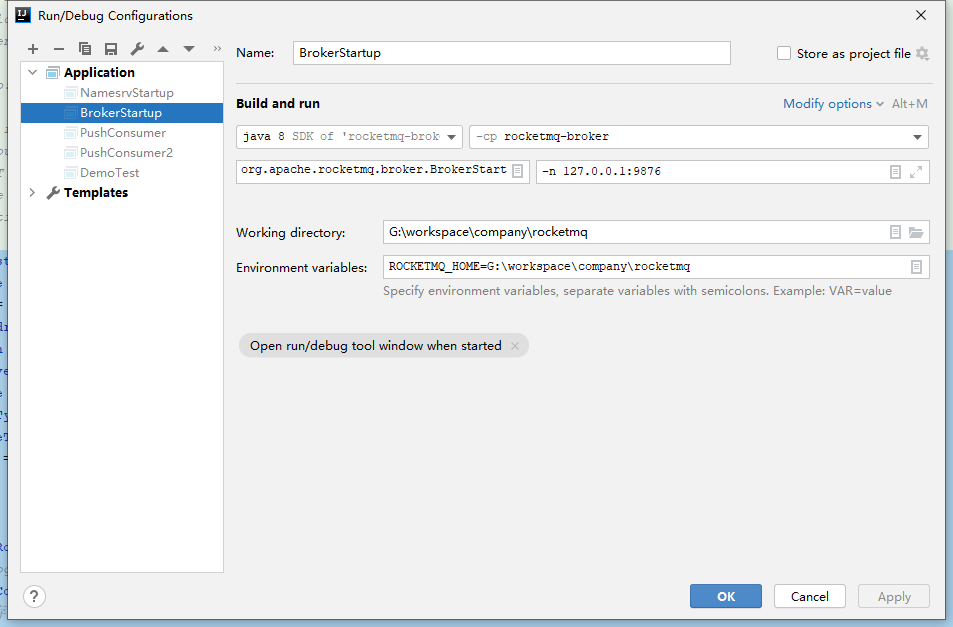 Run/Debug Configurations
Application
NamesrvStartup
BrokerStartup
PushConsumer
PushConsumer2
DemoTest
Templates
Name: BrokerStartup Store as project file
Build and run Modify options Alt+M
java 8 SDK of 'rocketmq-brok -cp rocketmq-broker
org.apache.rocketmq.broker.BrokerStart -n 127.0.0.1:9876
Working directory: G:\workspace\company\rocketmq
Environment variables: ROCKETMQ_HOME=G:\workspace\company\rocketmq
Specify environment variables, separate variables with semicolons. Example: VAR=value
Open run/debug tool window when started
? OK Cancel Apply